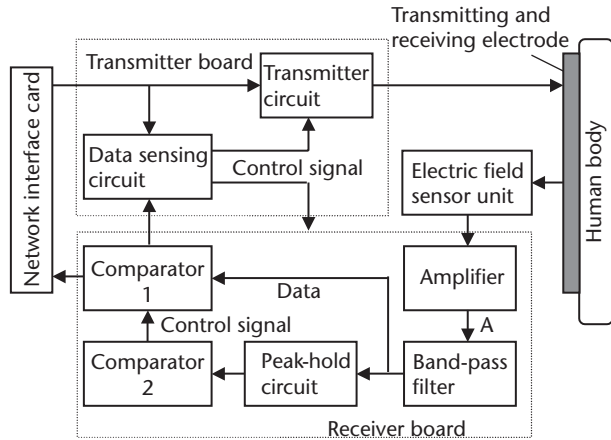 Transmitting and
receiving electrode
Transmitter board
Transmitter
circuit
Network interface card
Data sensing
circuit
Control signal
Electric field
sensor unit
Human body
Comparator
1
Data
Amplifier
Control signal
A
Comparator
2
Peak-hold
circuit
Band-pass
filter
Receiver board